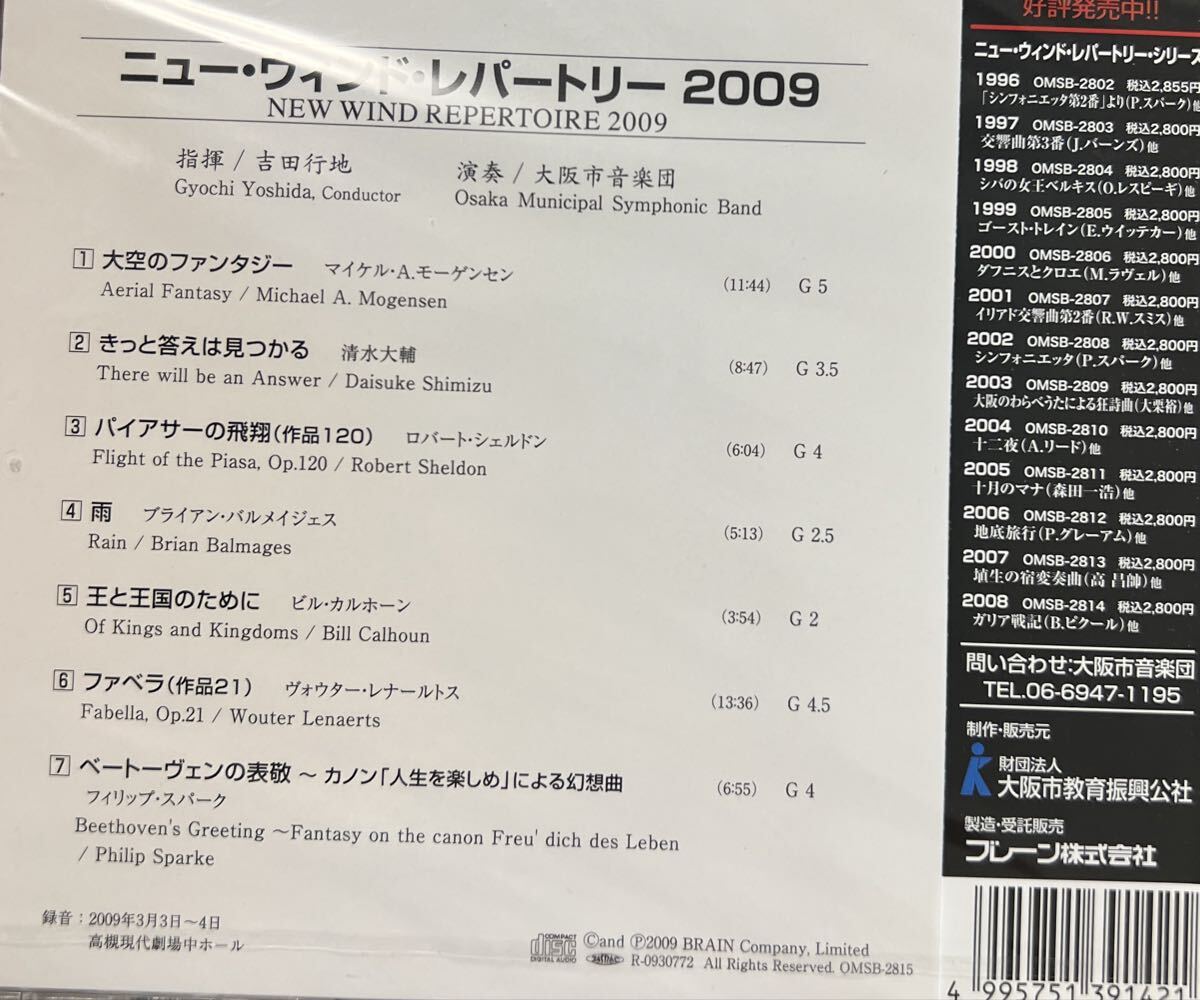 ニュー・ウィンド・レパートリー 2009
NEW WIND REPERTOIRE 2009
指揮 / 吉田行地
Gyochi Yoshida, Conductor
演奏 / 大阪市音楽団
Osaka Municipal Symphonic Band
1 大空のファンタジー マイケル・A.モーゲンセン (11:44) G 5
Aerial Fantasy / Michael A. Mogensen
2 きっと答えは見つかる 清水大輔 (8:47) G 3.5
There will be an Answer / Daisuke Shimizu
3 パイアサーの飛翔(作品120) ロバート・シェルドン (6:04) G 4
Flight of the Piasa, Op.120 / Robert Sheldon
4 雨 ブライアン・バルメイジェス (5:13) G 2.5
Rain / Brian Balmages
5 王と王国のために ビル・カルホーン (3:54) G 2
Of Kings and Kingdoms / Bill Calhoun
6 ファベラ(作品21) ヴォウター・レナールトス (13:36) G 4.5
Fabella, Op.21 / Wouter Lenaerts
7 ベートーヴェンの表敬 ～ カノン「人生を楽しめ」による幻想曲 (6:55) G 4
フィリップ・スパーク
Beethoven's Greeting ～Fantasy on the canon Freu' dich des Leben
/ Philip Sparke
録音：2009年3月3日～4日
高槻現代劇場中ホール
COMPACT
disc
DIGITAL AUDIO
©and Ⓟ2009 BRAIN Company, Limited
R-0930772 All Rights Reserved. OMSB-2815
好評発売中!!
ニュー・ウィンド・レパートリー・シリーズ
1996 OMSB-2802 税込2,855円
「シンフォニエッタ第2番」より(P.スパーク)他
1997 OMSB-2803 税込2,800円
交響曲第3番(J.バーンズ)他
1998 OMSB-2804 税込2,800円
シバの女王ベルキス(O.レスピーギ)他
1999 OMSB-2805 税込2,800円
ゴースト・トレイン(E.ウイッテカー)他
2000 OMSB-2806 税込2,800円
ダフニスとクロエ(M.ラヴェル)他
2001 OMSB-2807 税込2,800円
イリアド交響曲第2番(R.W.スミス)他
2002 OMSB-2808 税込2,800円
シンフォニエッタ(P.スパーク)他
2003 OMSB-2809 税込2,800円
大阪のわらべうたによる狂詩曲(大栗裕)他
2004 OMSB-2810 税込2,800円
十二夜(A.リード)他
2005 OMSB-2811 税込2,800円
十月のマナ(森田一浩)他
2006 OMSB-2812 税込2,800円
地底旅行(P.グレーアム)他
2007 OMSB-2813 税込2,800円
埴生の宿変奏曲(高 昌帥)他
2008 OMSB-2814 税込2,800円
ガリア戦記(B.ピクール)他
問い合わせ:大阪市音楽団
TEL.06-6947-1195
制作・販売元
財団法人
大阪市教育振興公社
製造・受託販売
ブレーン株式会社
4 995751 391421